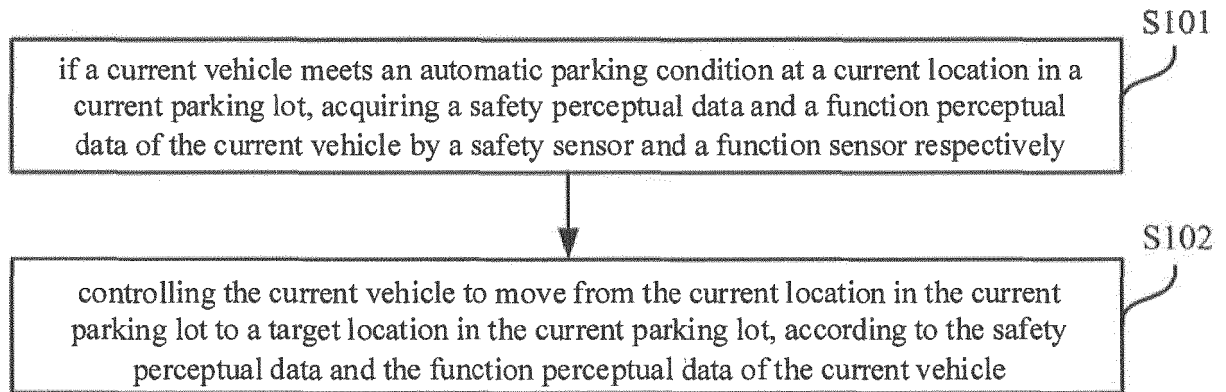 S101
if a current vehicle meets an automatic parking condition at a current location in a
current parking lot, acquiring a safety perceptual data and a function perceptual
data of the current vehicle by a safety sensor and a function sensor respectively
S102
controlling the current vehicle to move from the current location in the current
parking lot to a target location in the current parking lot, according to the safety
perceptual data and the function perceptual data of the current vehicle